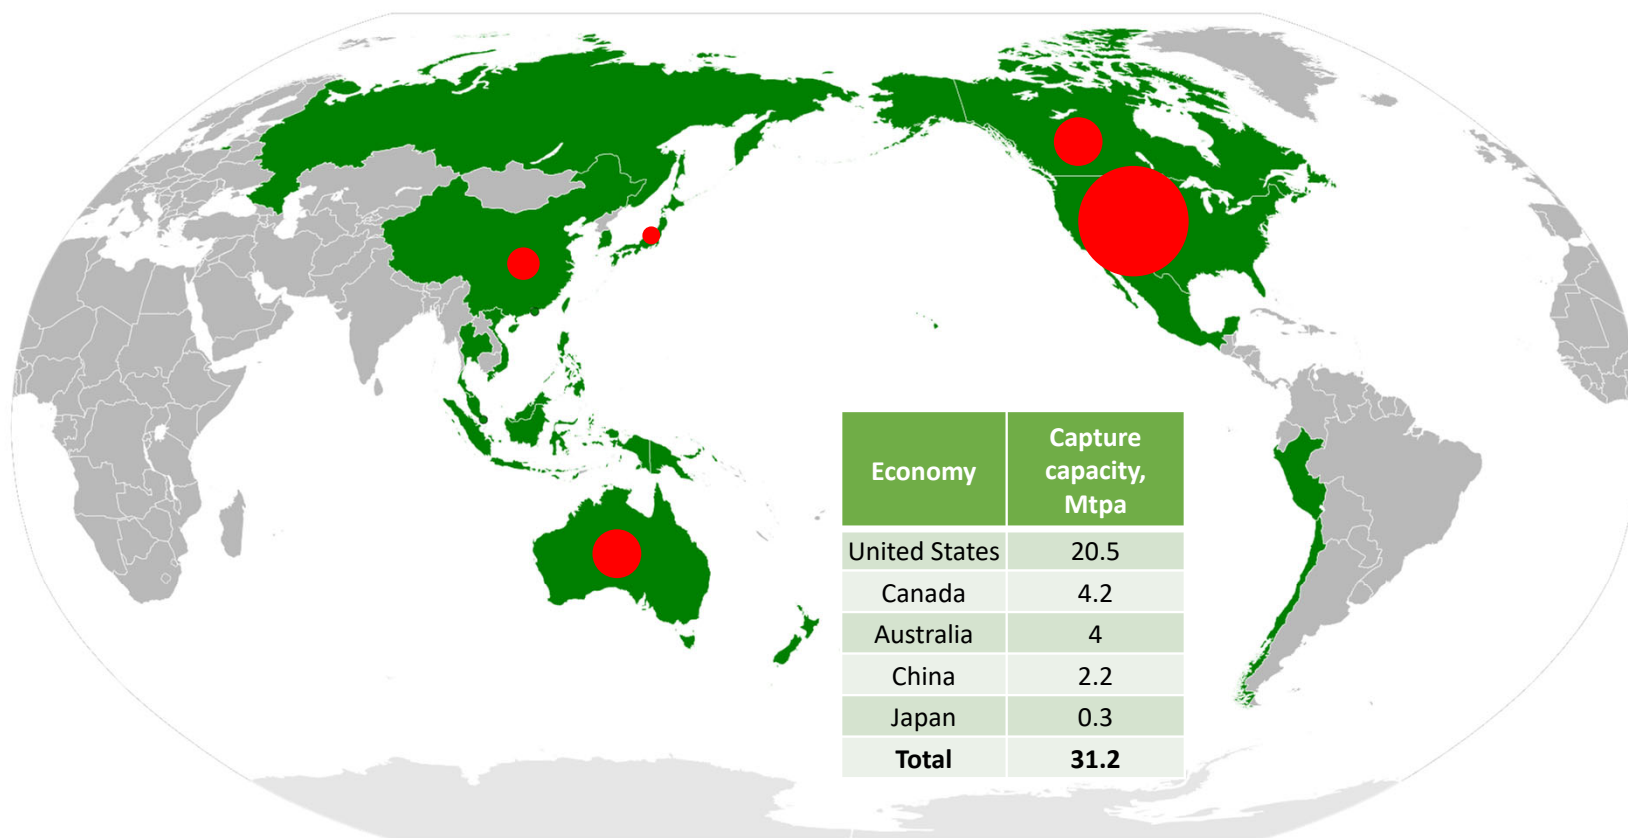 Economy Capture capacity, Mtpa
United States 20.5
Canada 4.2
Australia 4
China 2.2
Japan 0.3
Total 31.2